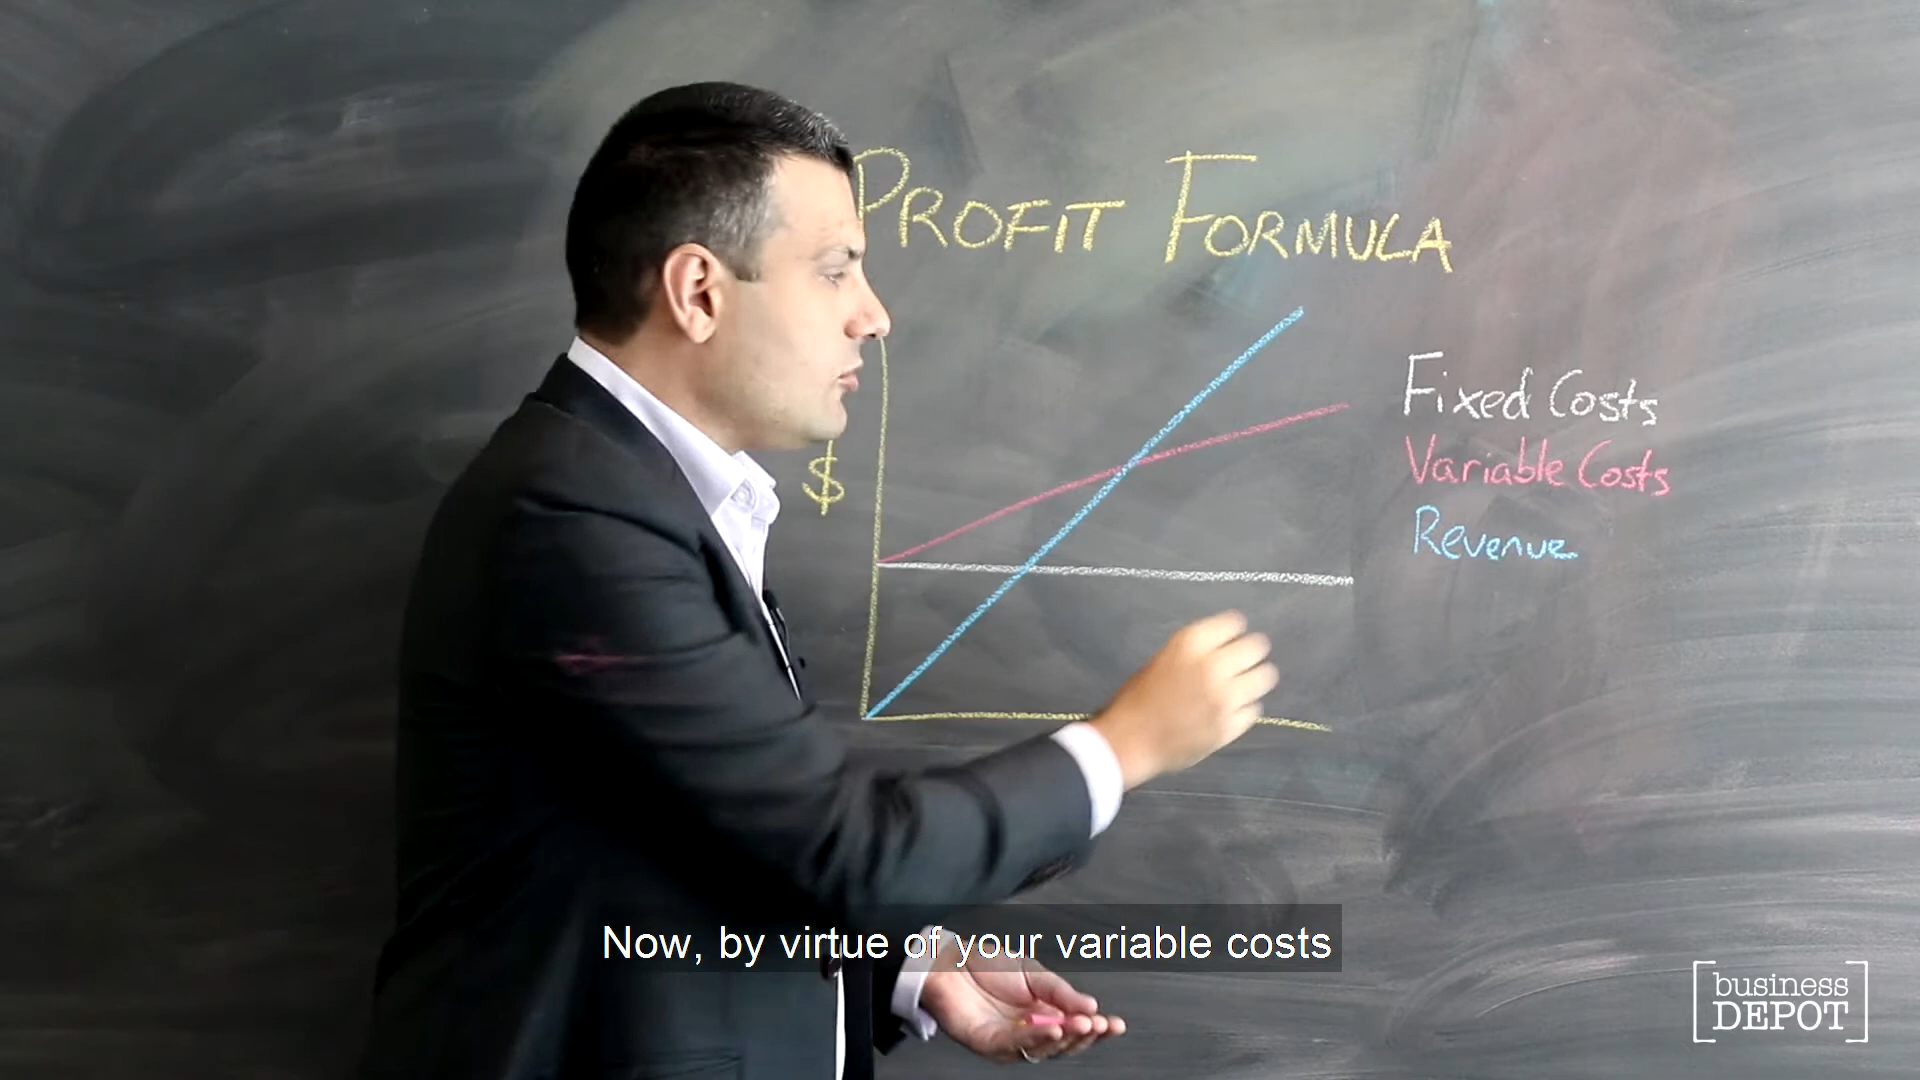 PROFIT FORMULA
$
Fixed Costs
Variable Costs
Revenue
Now, by virtue of your variable costs
business
DEPOT